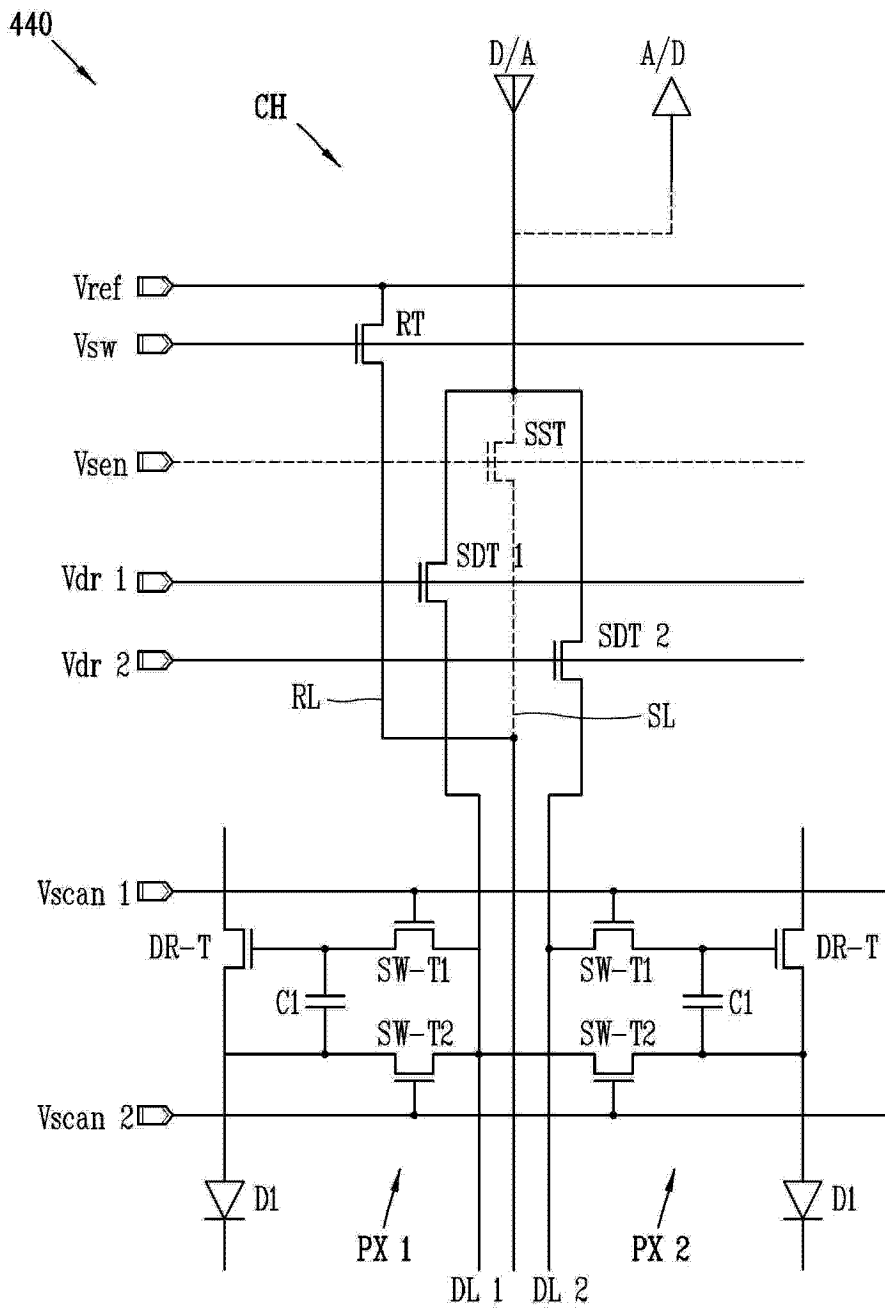 440
D/A
A/D
CH
Vref
RT
Vsw
SST
Vsen
SDT 1
Vdr 1
SDT 2
Vdr 2
RL
SL
Vscan 1
DR-T
SW-T1
SW-T1
DR-T
C1
C1
SW-T2
SW-T2
Vscan 2
D1
D1
PX 1
PX 2
DL 1
DL 2